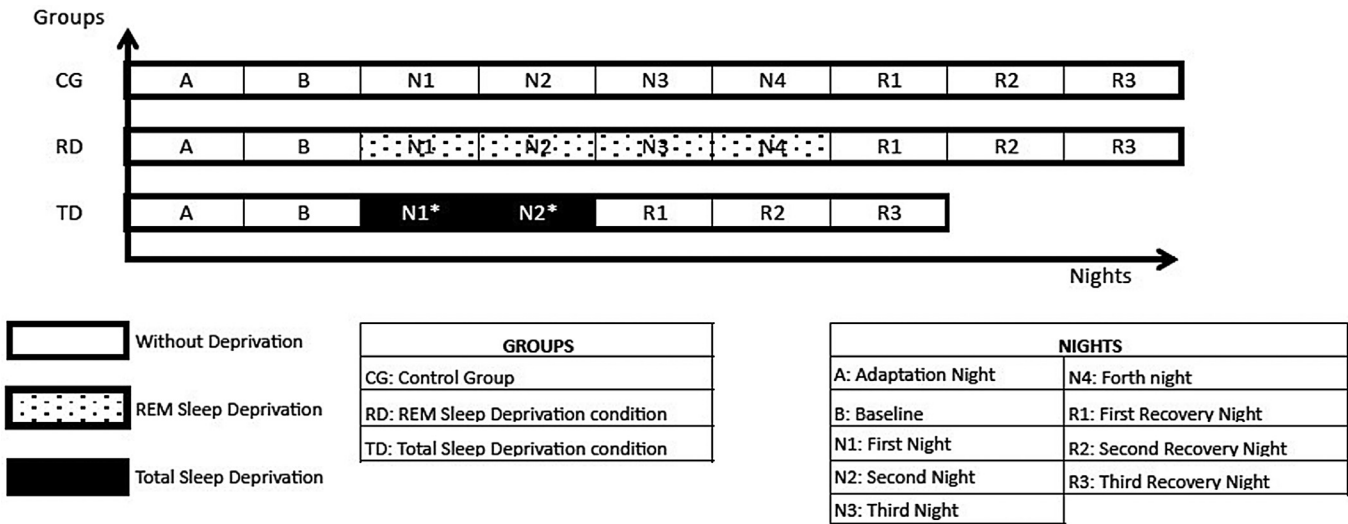 Groups
CG A B N1 N2 N3 N4 R1 R2 R3
RD A B N1 N2 N3 N4 R1 R2 R3
TD A B N1* N2* R1 R2 R3
Nights
Without Deprivation
REM Sleep Deprivation
Total Sleep Deprivation
GROUPS
CG: Control Group
RD: REM Sleep Deprivation condition
TD: Total Sleep Deprivation condition
NIGHTS
A: Adaptation Night
B: Baseline
N1: First Night
N2: Second Night
N3: Third Night
N4: Forth night
R1: First Recovery Night
R2: Second Recovery Night
R3: Third Recovery Night